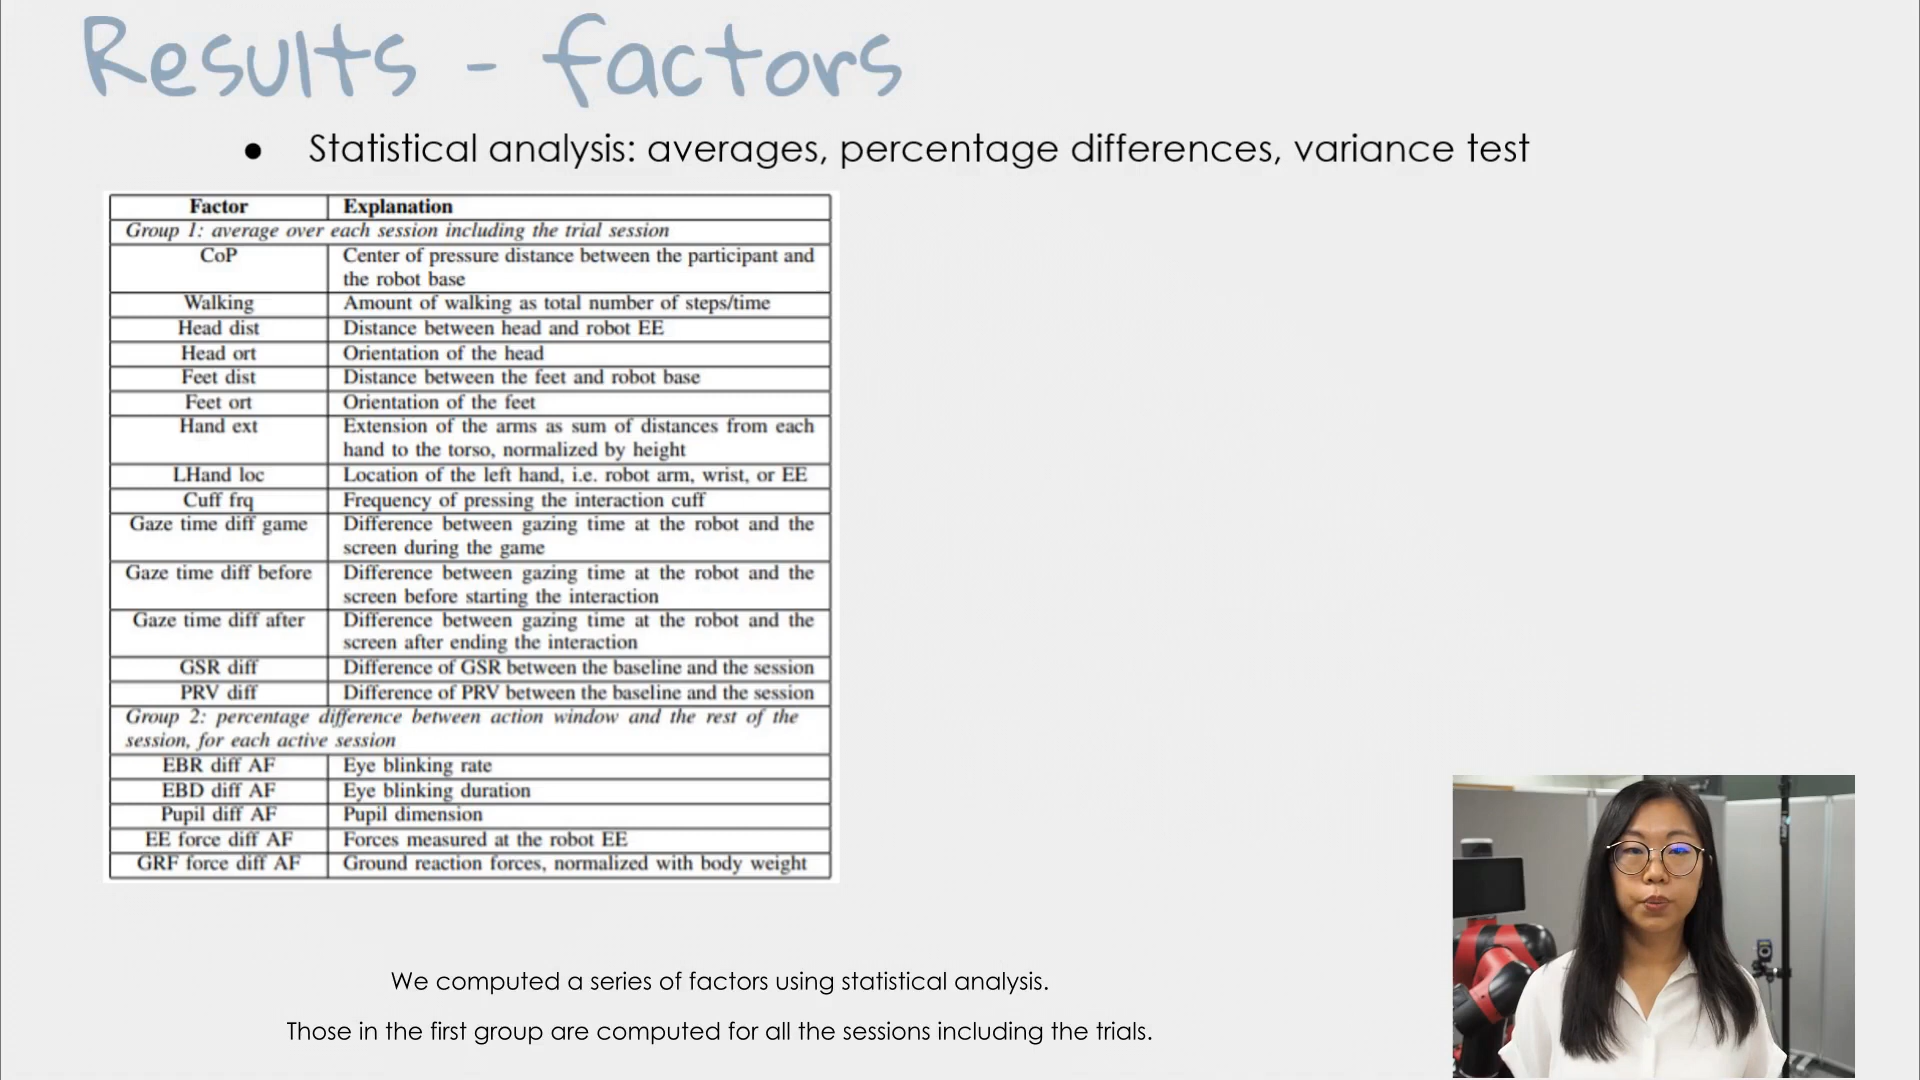 Results - factors
● Statistical analysis: averages, percentage differences, variance test
Factor Explanation
Group 1: average over each session including the trial session
CoP Center of pressure distance between the participant and
the robot base
Walking Amount of walking as total number of steps/time
Head dist Distance between head and robot EE
Head ort Orientation of the head
Feet dist Distance between the feet and robot base
Feet ort Orientation of the feet
Hand ext Extension of the arms as sum of distances from each
hand to the torso, normalized by height
LHand loc Location of the left hand, i.e. robot arm, wrist, or EE
Cuff frq Frequency of pressing the interaction cuff
Gaze time diff game Difference between gazing time at the robot and the
screen during the game
Gaze time diff before Difference between gazing time at the robot and the
screen before starting the interaction
Gaze time diff after Difference between gazing time at the robot and the
screen after ending the interaction
GSR diff Difference of GSR between the baseline and the session
PRV diff Difference of PRV between the baseline and the session
Group 2: percentage difference between action window and the rest of the
session, for each active session
EBR diff AF Eye blinking rate
EBD diff AF Eye blinking duration
Pupil diff AF Pupil dimension
EE force diff AF Forces measured at the robot EE
GRF force diff AF Ground reaction forces, normalized with body weight
We computed a series of factors using statistical analysis.
Those in the first group are computed for all the sessions including the trials.